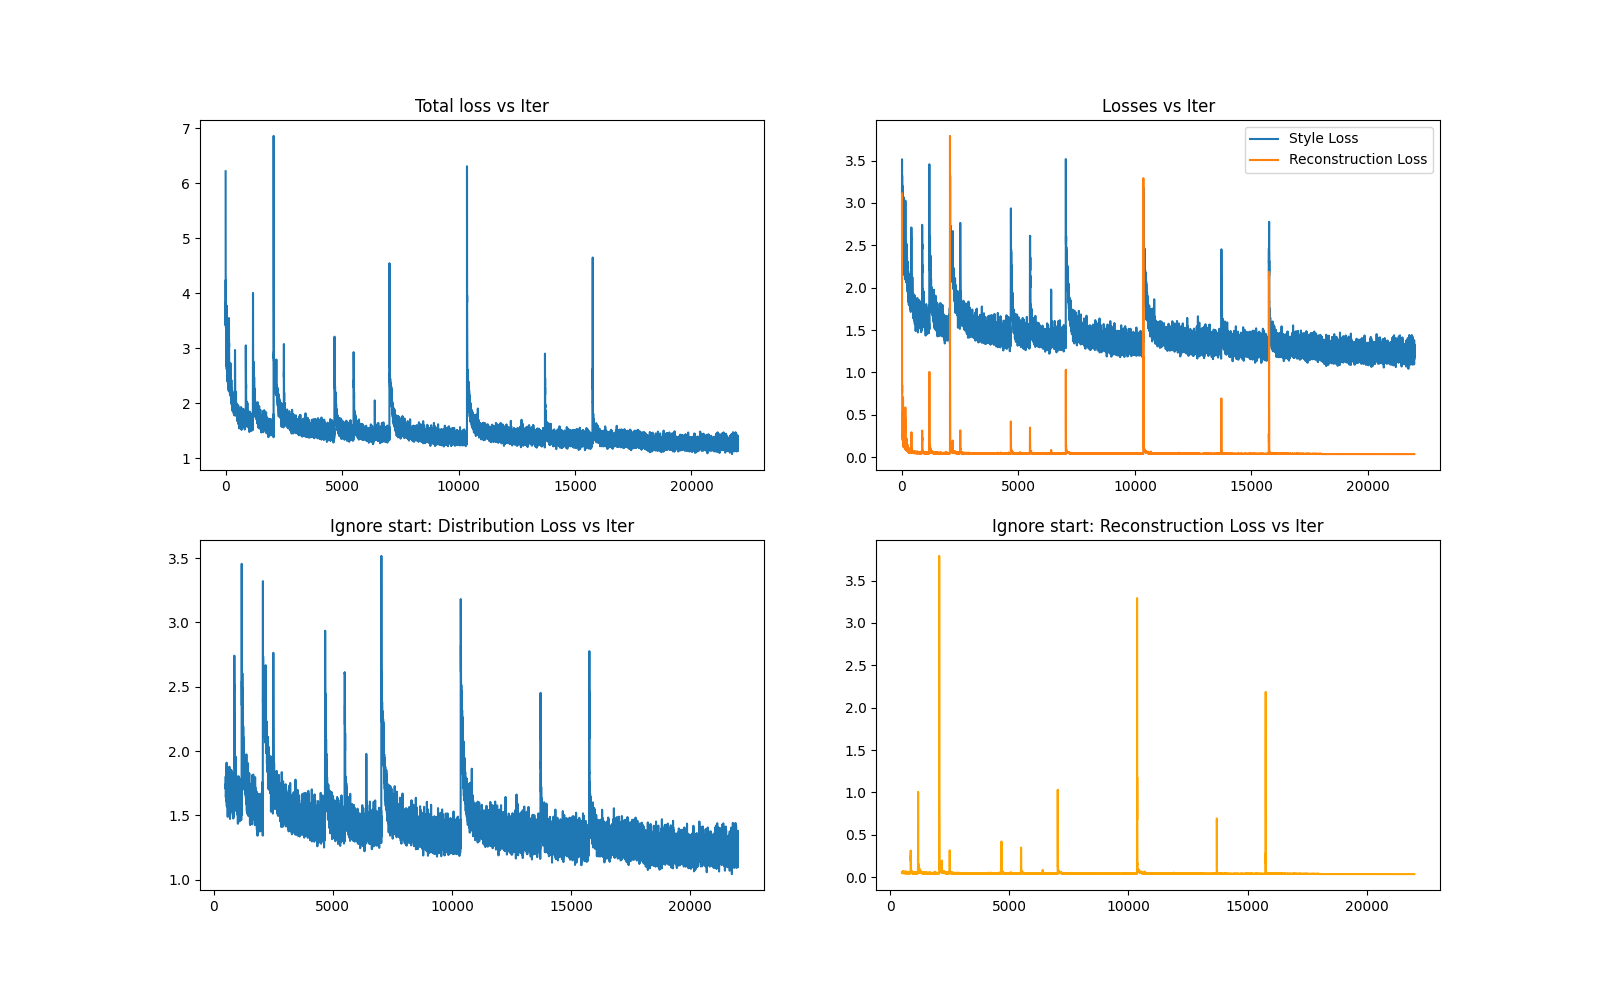 Total loss vs Iter
7
6
5
4
3
2
1
0 5000 10000 15000 20000
Losses vs Iter
Style Loss
Reconstruction Loss
3.5
3.0
2.5
2.0
1.5
1.0
0.5
0.0
0 5000 10000 15000 20000
Ignore start: Distribution Loss vs Iter
3.5
3.0
2.5
2.0
1.5
1.0
0 5000 10000 15000 20000
Ignore start: Reconstruction Loss vs Iter
3.5
3.0
2.5
2.0
1.5
1.0
0.5
0.0
0 5000 10000 15000 20000